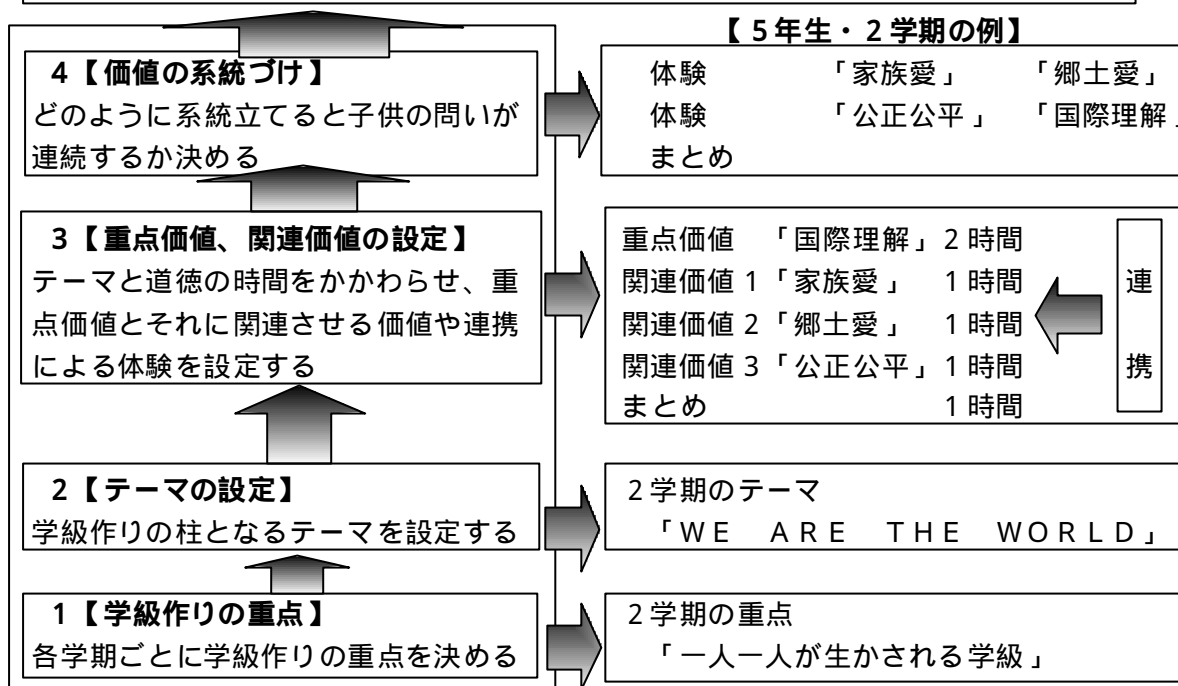 【5年生・2学期の例】
4【価値の系統づけ】
どのように系統立てると子供の問いが
連続するか決める
体験 「家族愛」 「郷土愛」
体験 「公正公平」 「国際理解」
まとめ
3【重点価値、関連価値の設定】
テーマと道徳の時間をかかわらせ、重
点価値とそれに関連させる価値や連携
による体験を設定する
重点価値 「国際理解」2時間
関連価値1「家族愛」 1時間
関連価値2「郷土愛」 1時間
関連価値3「公正公平」1時間
まとめ 1時間
連
携
2【テーマの設定】
学級作りの柱となるテーマを設定する
2学期のテーマ
「WE ARE THE WORLD」
1【学級作りの重点】
各学期ごとに学級作りの重点を決める
2学期の重点
「一人一人が生かされる学級」